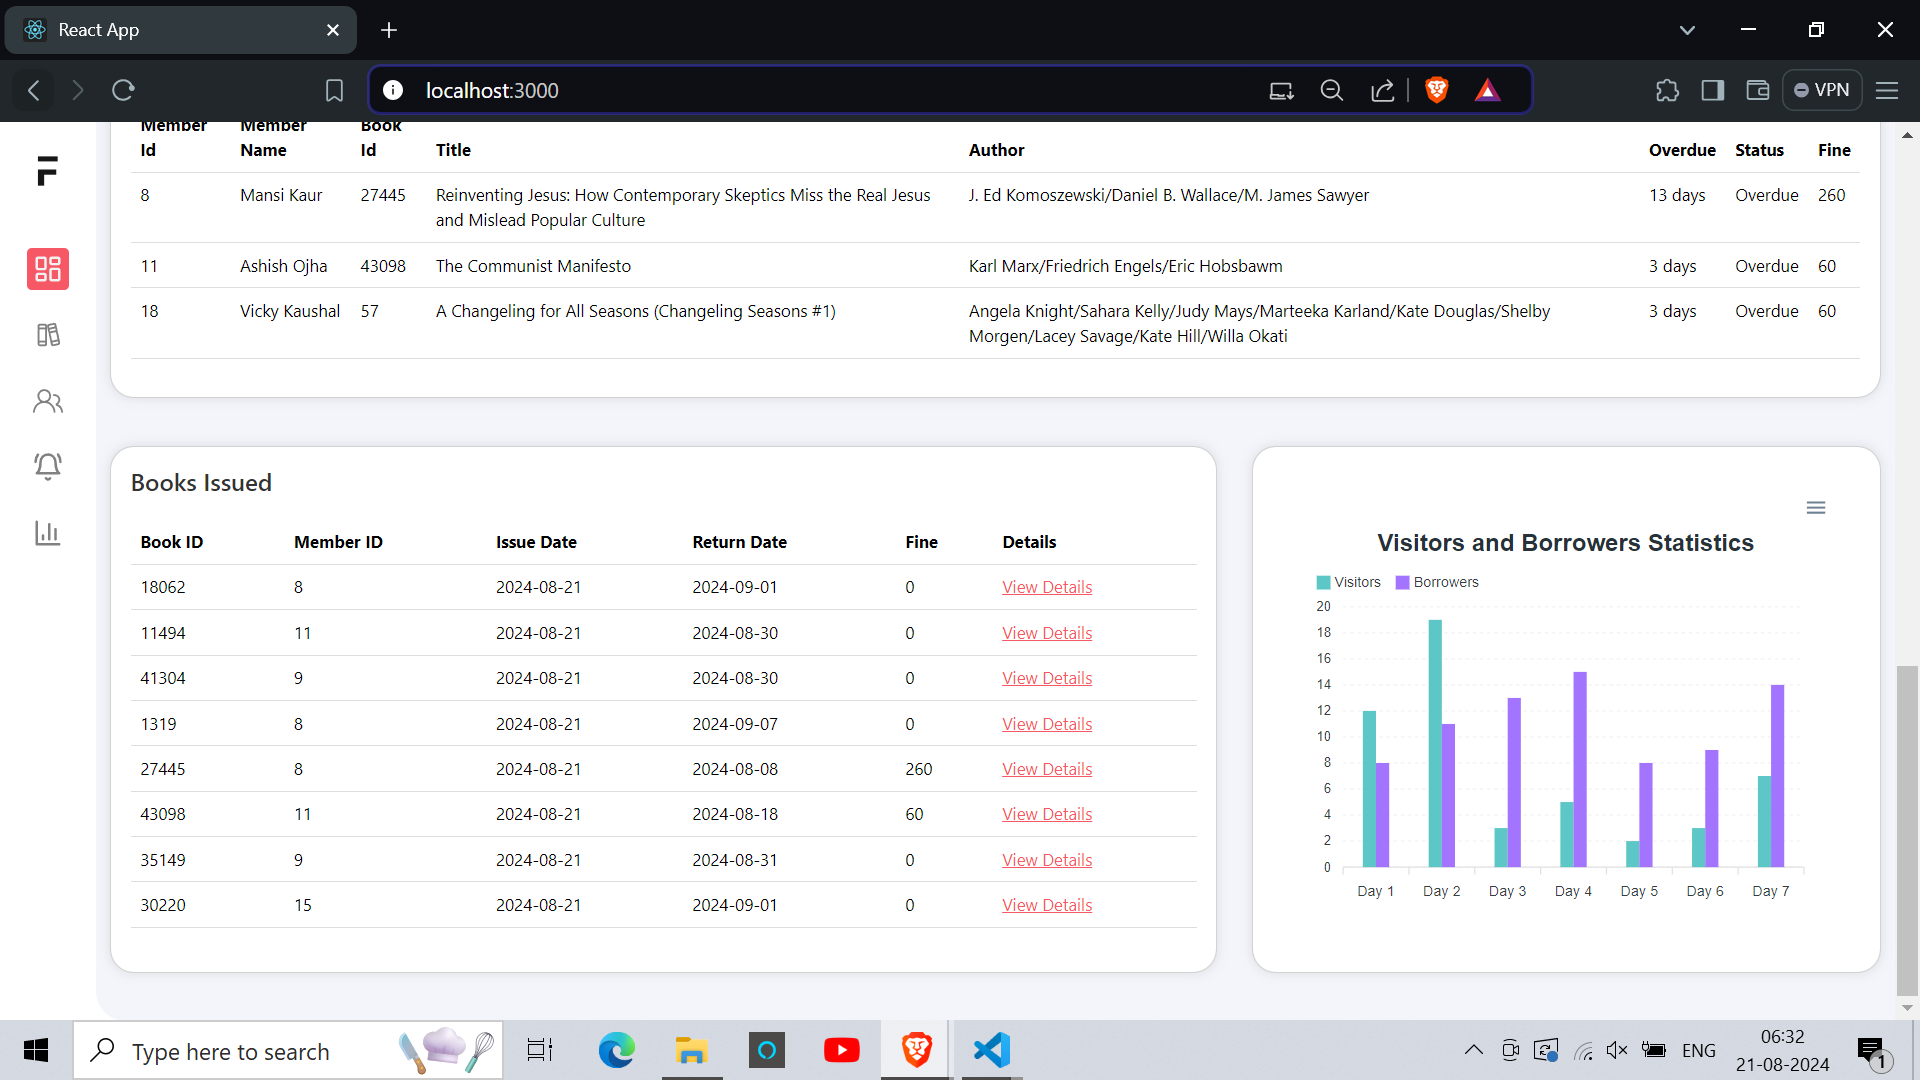 React App
localhost:3000
VPN
Member Id Member Name Book Id Title Author Overdue Status Fine
8 Mansi Kaur 27445 Reinventing Jesus: How Contemporary Skeptics Miss the Real Jesus and Mislead Popular Culture J. Ed Komoszewski/Daniel B. Wallace/M. James Sawyer 13 days Overdue 260
11 Ashish Ojha 43098 The Communist Manifesto Karl Marx/Friedrich Engels/Eric Hobsbawm 3 days Overdue 60
18 Vicky Kaushal 57 A Changeling for All Seasons (Changeling Seasons #1) Angela Knight/Sahara Kelly/Judy Mays/Marteeka Karland/Kate Douglas/Shelby Morgen/Lacey Savage/Kate Hill/Willa Okati 3 days Overdue 60
Books Issued
Book ID Member ID Issue Date Return Date Fine Details
18062 8 2024-08-21 2024-09-01 0 View Details
11494 11 2024-08-21 2024-08-30 0 View Details
41304 9 2024-08-21 2024-08-30 0 View Details
1319 8 2024-08-21 2024-09-07 0 View Details
27445 8 2024-08-21 2024-08-08 260 View Details
43098 11 2024-08-21 2024-08-18 60 View Details
35149 9 2024-08-21 2024-08-31 0 View Details
30220 15 2024-08-21 2024-09-01 0 View Details
Visitors and Borrowers Statistics
Visitors Borrowers
20
18
16
14
12
10
8
6
4
2
0
Day 1 Day 2 Day 3 Day 4 Day 5 Day 6 Day 7
Type here to search
ENG
06:32
21-08-2024
1